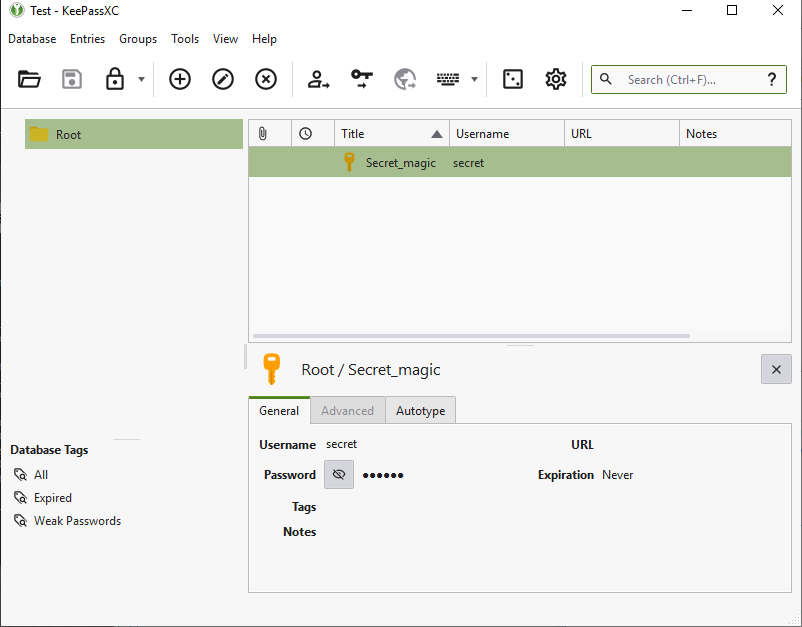 Test - KeePassXC
Database Entries Groups Tools View Help
Search (Ctrl+F)... ?
Root
Title Username URL Notes
Secret_magic secret
Root / Secret_magic
General Advanced Autotype
Username secret URL
Password ●●●●●● Expiration Never
Tags
Notes
Database Tags
All
Expired
Weak Passwords